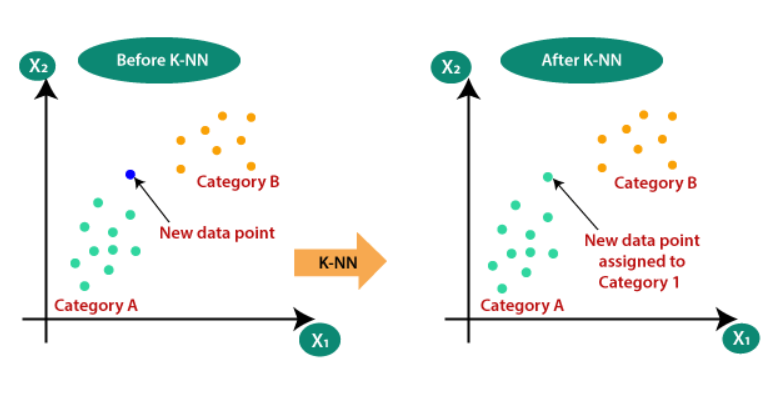 Before K-NN
X₂
Category B
New data point
Category A
X₁
K-NN
After K-NN
X₂
Category B
New data point
assigned to
Category 1
Category A
X₁